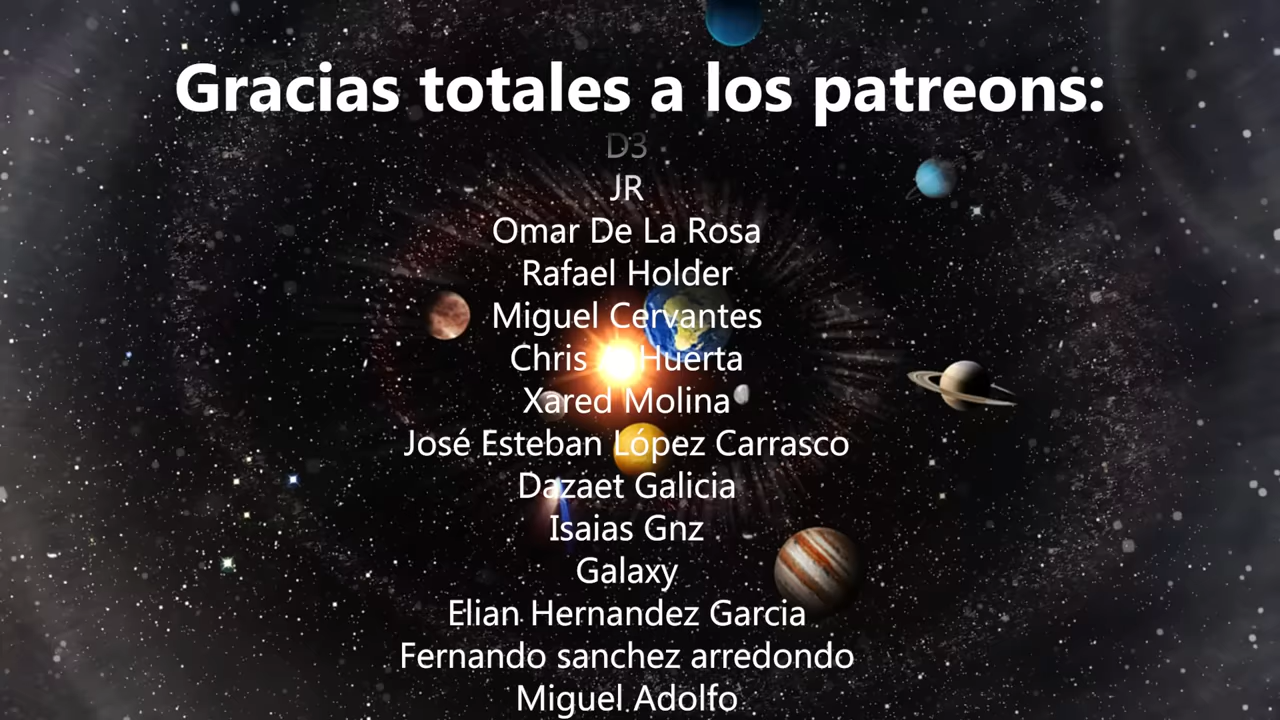 Gracias totales a los patreons:
D3
JR
Omar De La Rosa
Rafael Holder
Miguel Cervantes
Chris Huerta
Xared Molina
José Esteban López Carrasco
Dazaet Galicia
Isaias Gnz
Galaxy
Elian Hernandez Garcia
Fernando sanchez arredondo
Miguel Adolfo